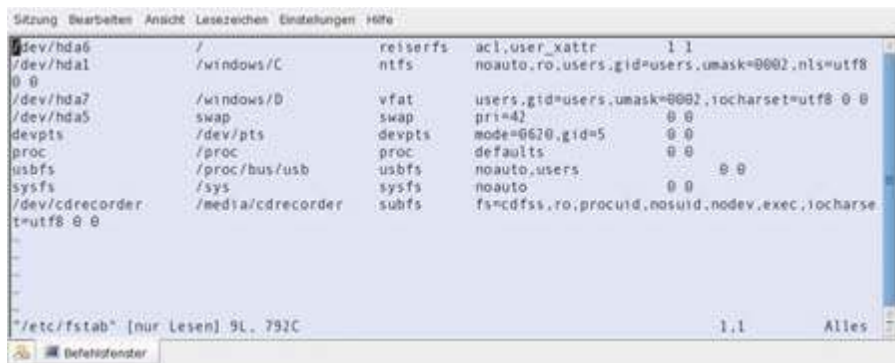 Sitzung Bearbeiten Ansicht Lesezeichen Einstellungen Hilfe
/dev/hda6 / reiserfs acl,user_xattr 1 1
/dev/hda1 /windows/C ntfs noauto,ro,users,gid=users,umask=0002,nls=utf8
0 0
/dev/hda7 /windows/D vfat users,gid=users,umask=0002,iocharset=utf8 0 0
/dev/hda5 swap swap pri=42 0 0
devpts /dev/pts devpts mode=0620,gid=5 0 0
proc /proc proc defaults 0 0
usbfs /proc/bus/usb usbfs noauto,users 0 0
sysfs /sys sysfs noauto 0 0
/dev/cdrecorder /media/cdrecorder subfs fs=cdfss,ro,procuid,nosuid,nodev,exec,iocharse
t=utf8 0 0
~
~
~
~
~
"/etc/fstab" [nur Lesen] 9L, 792C 1,1 Alles
Befehlsfenster